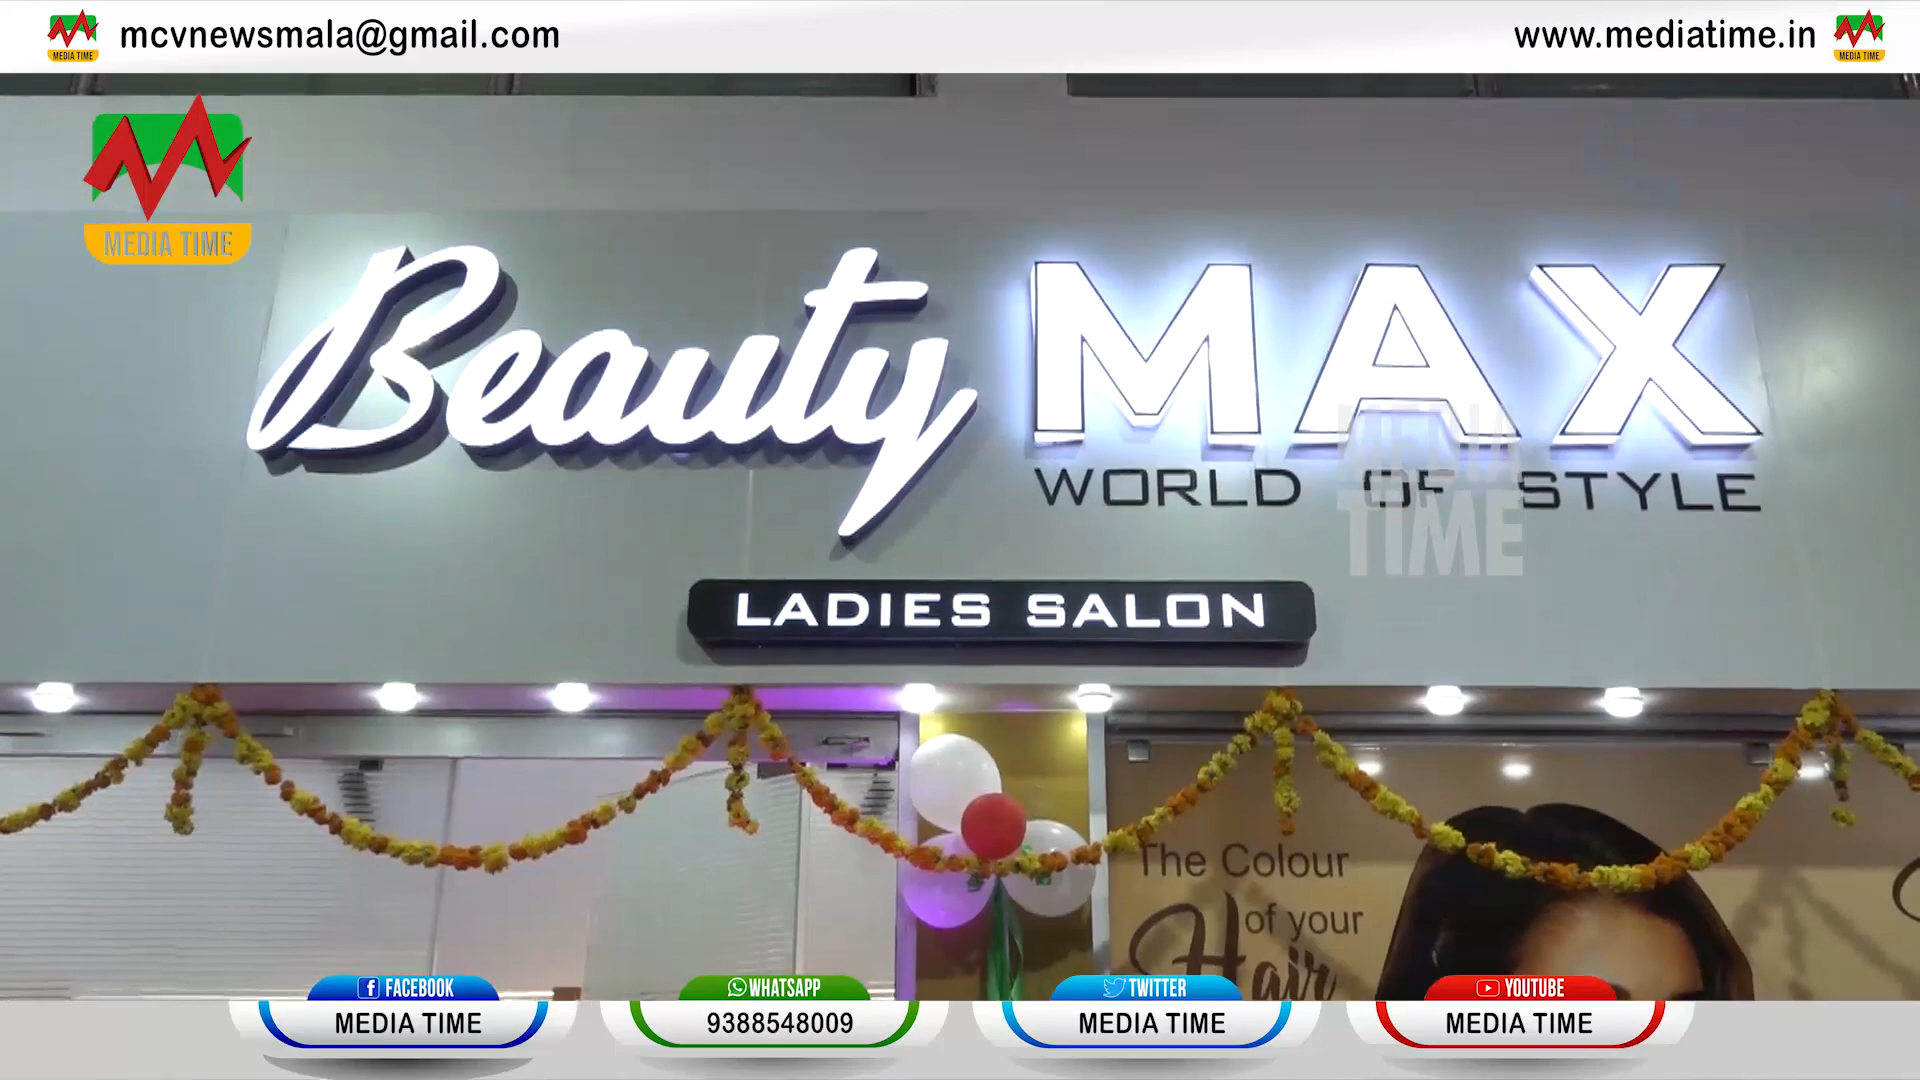 mcvnewsmala@gmail.com
www.mediatime.in
MEDIA TIME
MEDIA TIME
MEDIA TIME
Beauty MAX
WORLD OF STYLE
MEDIA
TIME
LADIES SALON
The Colour
of your
Hair
FACEBOOK
MEDIA TIME
WHATSAPP
9388548009
TWITTER
MEDIA TIME
YOUTUBE
MEDIA TIME